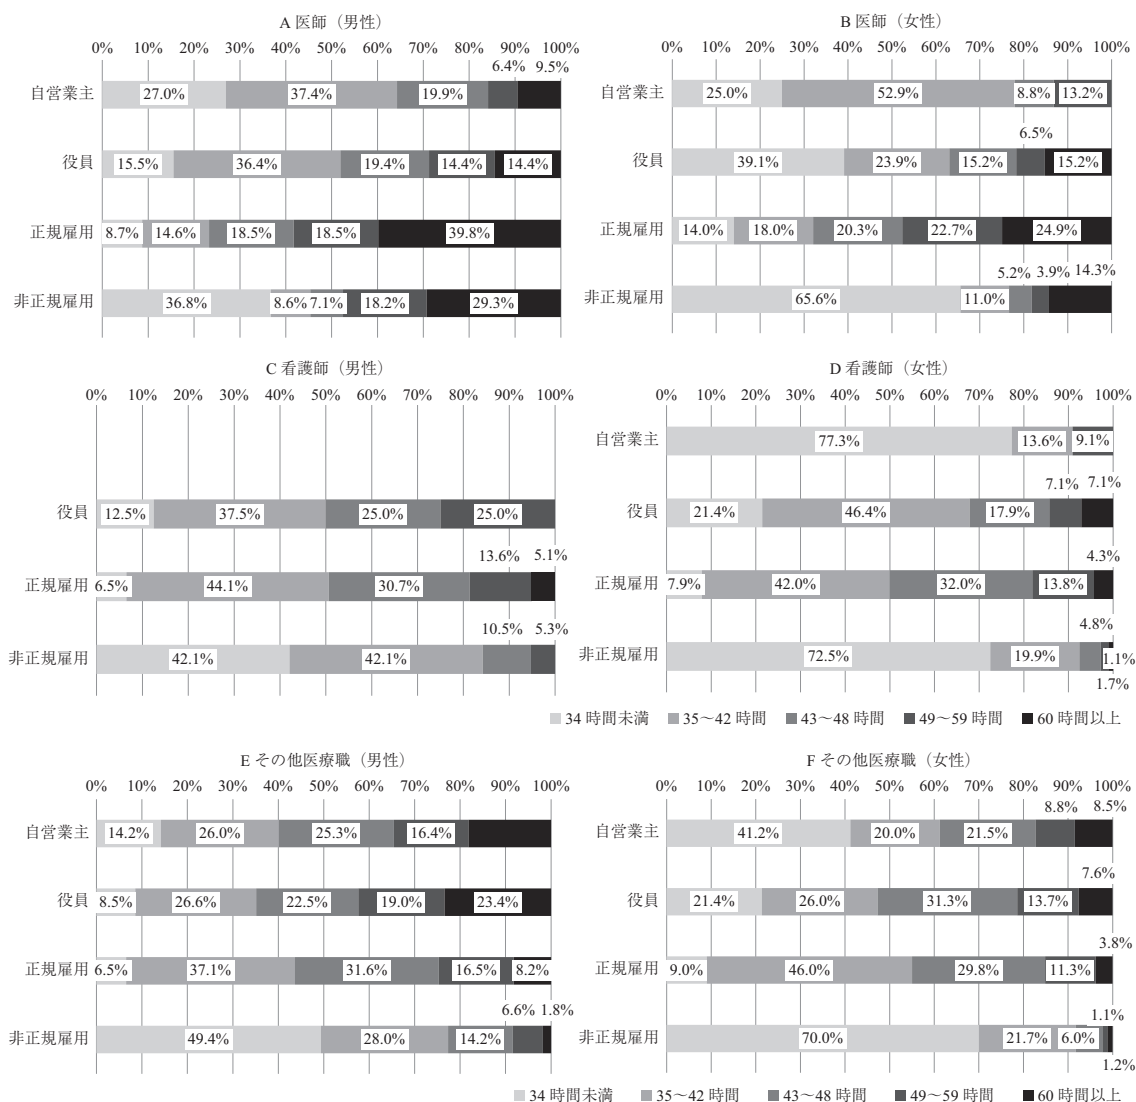 A 医師（男性）
0% 10% 20% 30% 40% 50% 60% 70% 80% 90% 100%
6.4% 9.5%
自営業主 27.0% 37.4% 19.9%
役員 15.5% 36.4% 19.4% 14.4% 14.4%
正規雇用 8.7% 14.6% 18.5% 18.5% 39.8%
非正規雇用 36.8% 8.6% 7.1% 18.2% 29.3%
B 医師（女性）
0% 10% 20% 30% 40% 50% 60% 70% 80% 90% 100%
自営業主 25.0% 52.9% 8.8% 13.2%
6.5%
役員 39.1% 23.9% 15.2% 15.2%
正規雇用 14.0% 18.0% 20.3% 22.7% 24.9%
5.2% 3.9% 14.3%
非正規雇用 65.6% 11.0%
C 看護師（男性）
0% 10% 20% 30% 40% 50% 60% 70% 80% 90% 100%
役員 12.5% 37.5% 25.0% 25.0%
13.6% 5.1%
正規雇用 6.5% 44.1% 30.7%
10.5% 5.3%
非正規雇用 42.1% 42.1%
D 看護師（女性）
0% 10% 20% 30% 40% 50% 60% 70% 80% 90% 100%
自営業主 77.3% 13.6% 9.1%
7.1% 7.1%
役員 21.4% 46.4% 17.9%
4.3%
正規雇用 7.9% 42.0% 32.0% 13.8%
4.8%
非正規雇用 72.5% 19.9% 1.1%
1.7%
34 時間未満 35～42 時間 43～48 時間 49～59 時間 60 時間以上
E その他医療職（男性）
0% 10% 20% 30% 40% 50% 60% 70% 80% 90% 100%
自営業主 14.2% 26.0% 25.3% 16.4%
役員 8.5% 26.6% 22.5% 19.0% 23.4%
正規雇用 6.5% 37.1% 31.6% 16.5% 8.2%
6.6% 1.8%
非正規雇用 49.4% 28.0% 14.2%
F その他医療職（女性）
0% 10% 20% 30% 40% 50% 60% 70% 80% 90% 100%
8.8% 8.5%
自営業主 41.2% 20.0% 21.5%
7.6%
役員 21.4% 26.0% 31.3% 13.7%
3.8%
正規雇用 9.0% 46.0% 29.8% 11.3%
1.1%
非正規雇用 70.0% 21.7% 6.0%
1.2%
34 時間未満 35～42 時間 43～48 時間 49～59 時間 60 時間以上